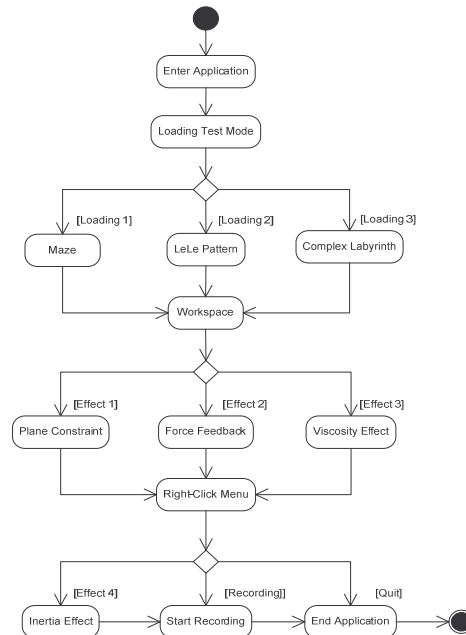 Enter Application
Loading Test Mode
[Loading 1]
[Loading 2]
[Loading 3]
Maze
LeLe Pattern
Complex Labyrinth
Workspace
[Effect 1]
[Effect 2]
[Effect 3]
Plane Constraint
Force Feedback
Viscosity Effect
Right-Click Menu
[Effect 4]
[Recording]]
[Quit]
Inertia Effect
Start Recording
End Application